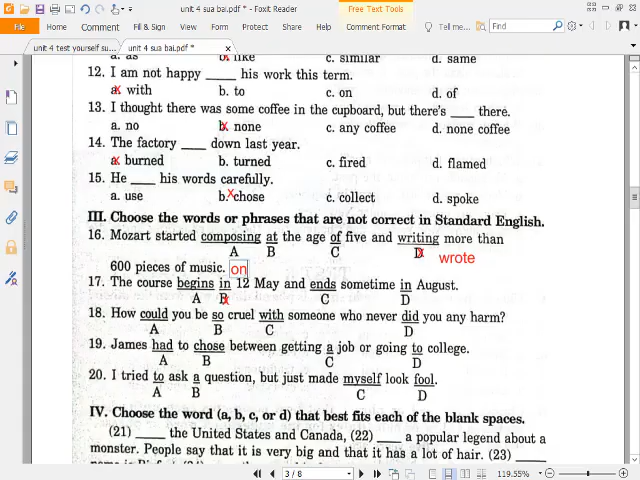 unit 4 sua bai.pdf * - Foxit Reader
Free Text Tools
File
Home
Comment
Fill & Sign
View
Form
Protect
Share
Help
Comment Format
Tell me...
Find
unit 4 test yourself su...
unit 4 sua bai.pdf *
a. as b. like c. similar d. same
12. I am not happy ____ his work this term.
a. with b. to c. on d. of
13. I thought there was some coffee in the cupboard, but there's ____ there.
a. no b. none c. any coffee d. none coffee
14. The factory ____ down last year.
a. burned b. turned c. fired d. flamed
15. He ____ his words carefully.
a. use b. chose c. collect d. spoke
III. Choose the words or phrases that are not correct in Standard English.
16. Mozart started composing at the age of five and writing more than
A B C D wrote
600 pieces of music. on
17. The course begins in 12 May and ends sometime in August.
A B C D
18. How could you be so cruel with someone who never did you any harm?
A B C D
19. James had to chose between getting a job or going to college.
A B C D
20. I tried to ask a question, but just made myself look fool.
A B C D
IV. Choose the word (a, b, c, or d) that best fits each of the blank spaces.
(21) ____ the United States and Canada, (22) ____ a popular legend about a
monster. People say that it is very big and that it has a lot of hair. (23) ____
3 / 8
119.55%